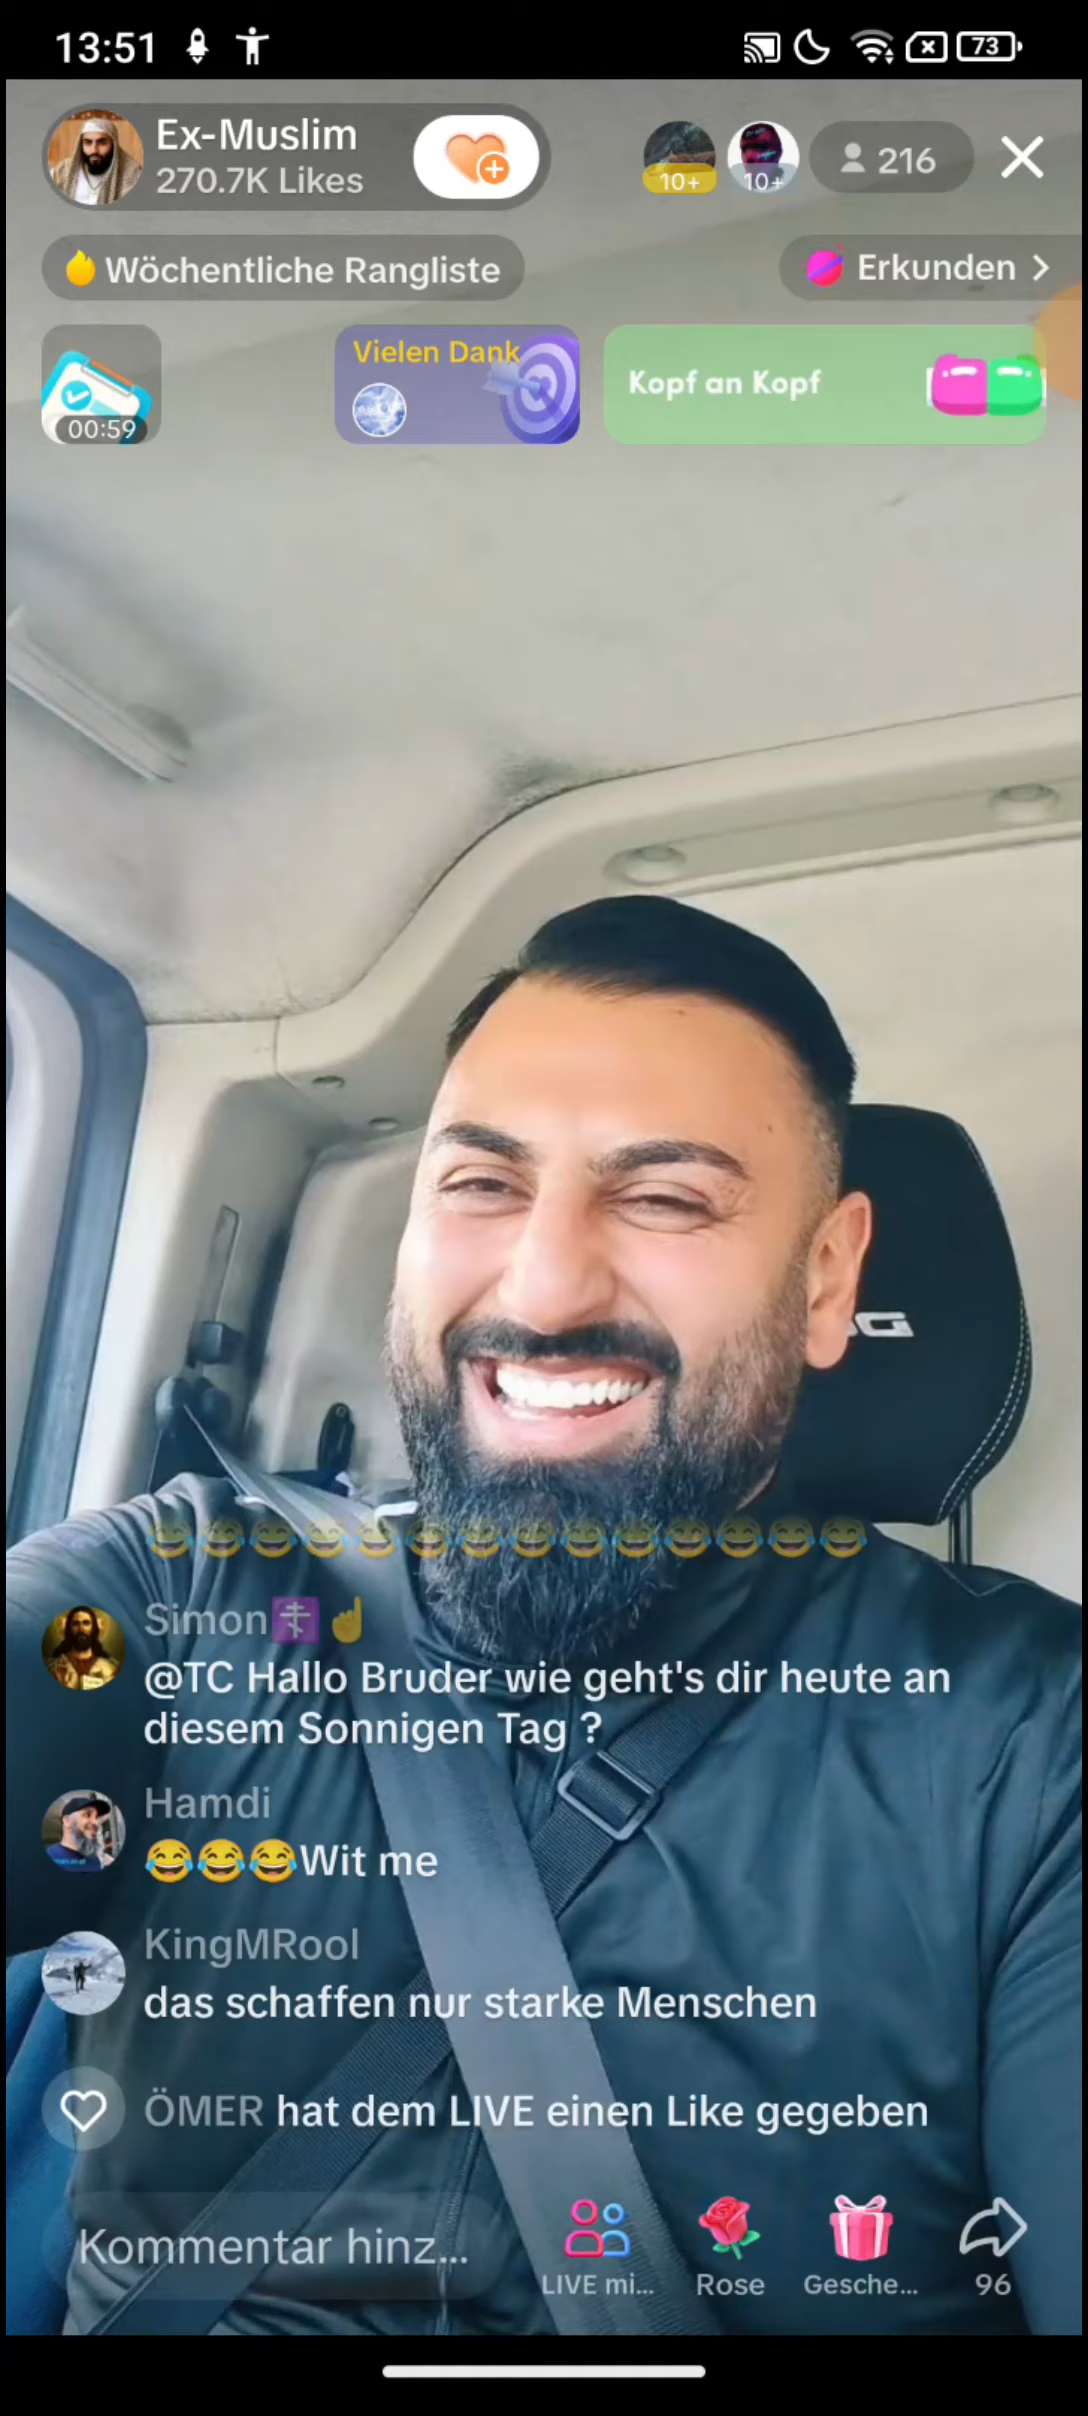 13:51
73
Ex-Muslim
270.7K Likes
10+
10+
216
Wöchentliche Rangliste
Erkunden >
00:59
Vielen Dank
Kopf an Kopf
😂😂😂😂😂😂😂😂😂😂😂😂😂😂
Simon☦️☝️
@TC Hallo Bruder wie geht's dir heute an
diesem Sonnigen Tag ?
Hamdi
😂😂😂Wit me
KingMRool
das schaffen nur starke Menschen
ÖMER hat dem LIVE einen Like gegeben
Kommentar hinz...
LIVE mi...
Rose
Gesche...
96